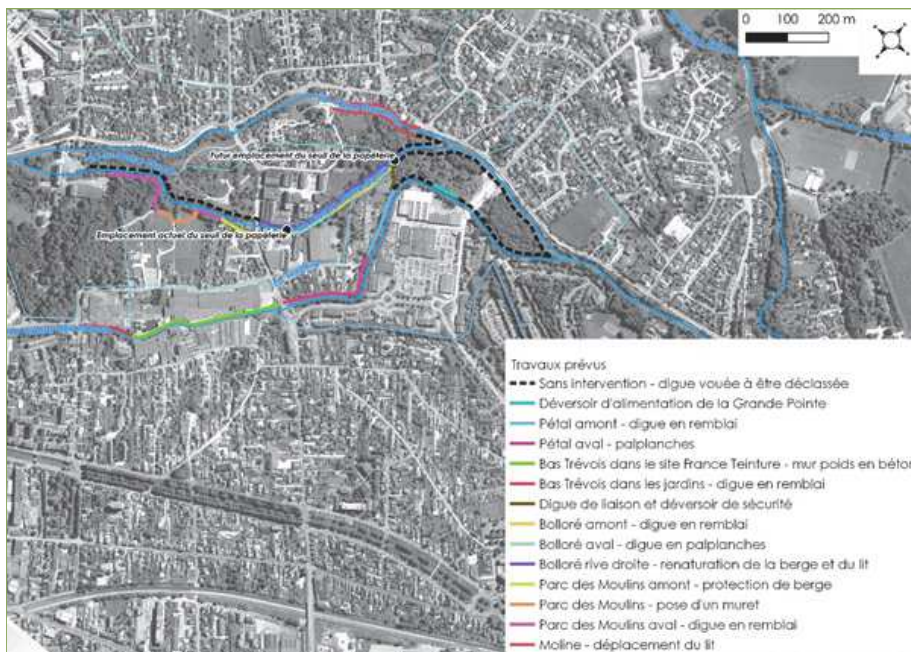 0 100 200 m
Futur emplacement du seuil de la papèterie
Emplacement actuel du seuil de la papèterie
Travaux prévus
Sans intervention - digue vouée à être déclassée
Déversoir d'alimentation de la Grande Pointe
Pétal amont - digue en remblai
Pétal aval - palplanches
Bas Trévois dans le site France Teinture - mur poids en béton
Bas Trévois dans les jardins - digue en remblai
Digue de liaison et déversoir de sécurité
Bolloré amont - digue en remblai
Bolloré aval - digue en palplanches
Bolloré rive droite - renaturation de la berge et du lit
Parc des Moulins amont - protection de berge
Parc des Moulins - pose d'un muret
Parc des Moulins aval - digue en remblai
Moline - déplacement du lit